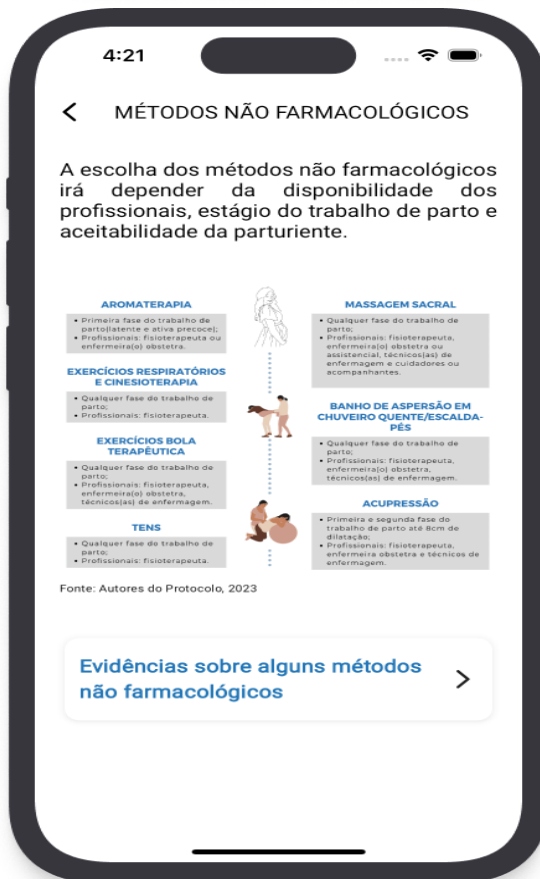 4:21
MÉTODOS NÃO FARMACOLÓGICOS
A escolha dos métodos não farmacológicos
irá depender da disponibilidade dos
profissionais, estágio do trabalho de parto e
aceitabilidade da parturiente.
AROMATERAPIA
• Primeira fase do trabalho de
parto(latente e ativa precoce);
• Profissionais: fisioterapeuta ou
enfermeira(o) obstetra.
EXERCÍCIOS RESPIRATÓRIOS
E CINESIOTERAPIA
• Qualquer fase do trabalho de
parto;
• Profissionais: fisioterapeuta.
EXERCÍCIOS BOLA
TERAPÊUTICA
• Qualquer fase do trabalho de
parto;
• Profissionais: fisioterapeuta,
enfermeira(o) obstetra,
técnicos(as) de enfermagem.
TENS
• Qualquer fase do trabalho de
parto;
• Profissionais: fisioterapeuta.
MASSAGEM SACRAL
• Qualquer fase do trabalho de
parto;
• Profissionais: fisioterapeuta,
enfermeira(o) obstetra ou
assistencial, técnicos(as) de
enfermagem e cuidadores ou
acompanhantes.
BANHO DE ASPERSÃO EM
CHUVEIRO QUENTE/ESCALDA-
PÉS
• Qualquer fase do trabalho de
parto;
• Profissionais: fisioterapeuta,
enfermeira(o) obstetra,
técnicos(as) de enfermagem.
ACUPRESSÃO
• Primeira e segunda fase do
trabalho de parto até 8cm de
dilatação;
• Profissionais: fisioterapeuta,
enfermeira obstetra e técnicos de
enfermagem.
Fonte: Autores do Protocolo, 2023
Evidências sobre alguns métodos
não farmacológicos